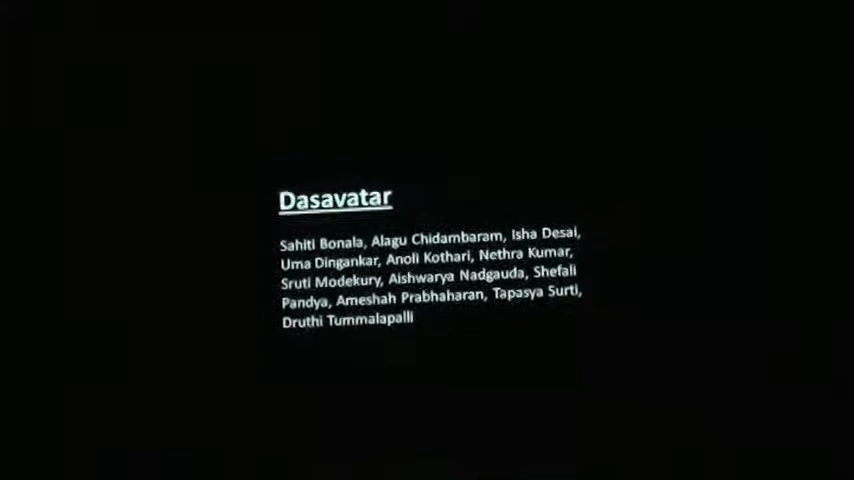 Dasavatar
Sahiti Bonala, Alagu Chidambaram, Isha Desai,
Uma Dingankar, Anoli Kothari, Nethra Kumar,
Sruti Modekury, Aishwarya Nadgauda, Shefali
Pandya, Ameshah Prabhaharan, Tapasya Surti,
Druthi Tummalapalli